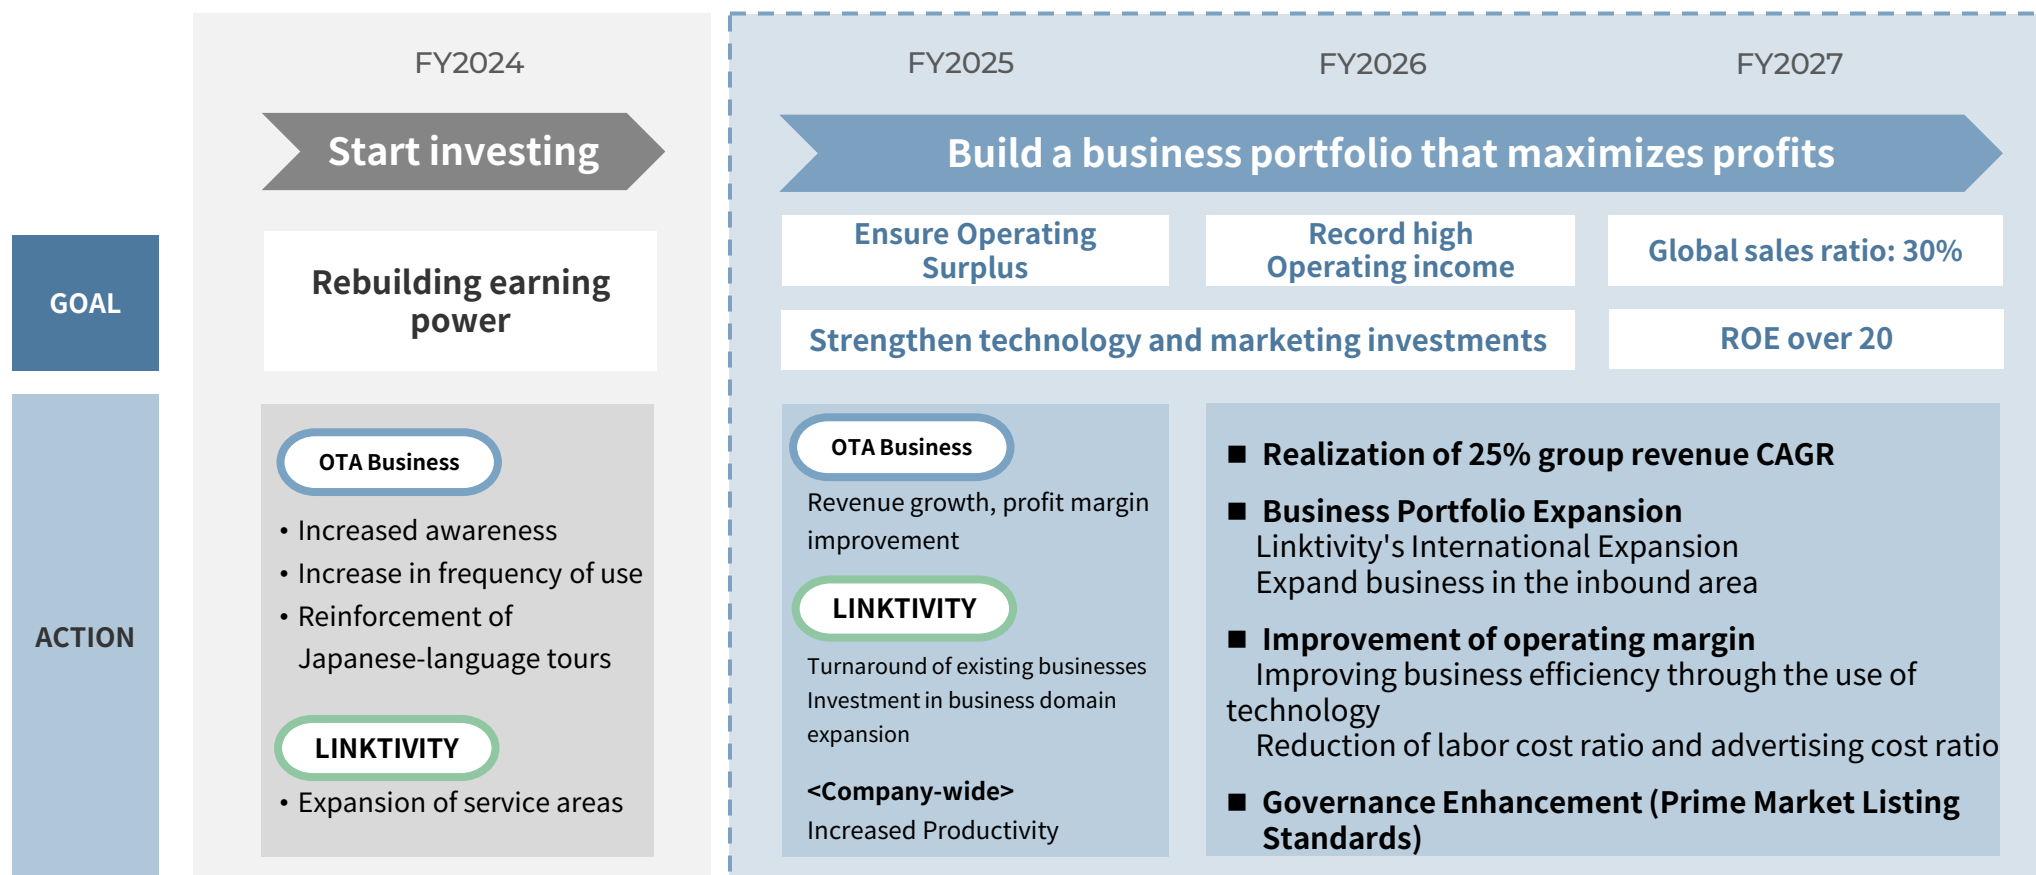 FY2024
FY2025
FY2026
FY2027
Start investing
Build a business portfolio that maximizes profits
GOAL
Rebuilding earning
power
Ensure Operating
Surplus
Record high
Operating income
Global sales ratio: 30%
Strengthen technology and marketing investments
ROE over 20
ACTION
OTA Business
• Increased awareness
• Increase in frequency of use
• Reinforcement of
Japanese-language tours
LINKTIVITY
• Expansion of service areas
OTA Business
Revenue growth, profit margin
improvement
LINKTIVITY
Turnaround of existing businesses
Investment in business domain
expansion
<Company-wide>
Increased Productivity
■ Realization of 25% group revenue CAGR
■ Business Portfolio Expansion
Linktivity's International Expansion
Expand business in the inbound area
■ Improvement of operating margin
Improving business efficiency through the use of
technology
Reduction of labor cost ratio and advertising cost ratio
■ Governance Enhancement (Prime Market Listing
Standards)